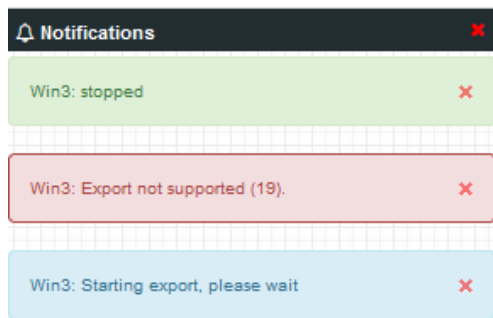 Notifications
Win3: stopped
Win3: Export not supported (19).
Win3: Starting export, please wait